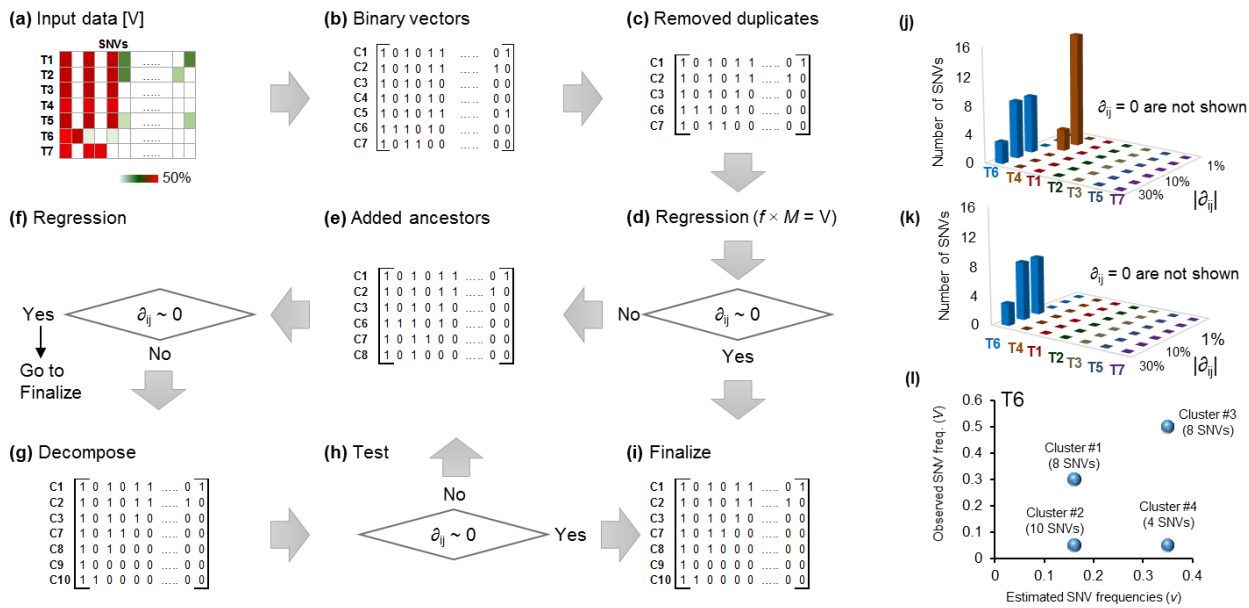 (a) Input data [V]
SNVs
T1 .....
T2 .....
T3 .....
T4 .....
T5 .....
T6 .....
T7 .....
50%
(b) Binary vectors
C1 1 0 1 0 1 1 ..... 0 1
C2 1 0 1 0 1 1 ..... 1 0
C3 1 0 1 0 1 0 ..... 0 0
C4 1 0 1 0 1 0 ..... 0 0
C5 1 0 1 0 1 1 ..... 0 1
C6 1 1 1 0 1 0 ..... 0 0
C7 1 0 1 1 0 0 ..... 0 0
(c) Removed duplicates
C1 1 0 1 0 1 1 ..... 0 1
C2 1 0 1 0 1 1 ..... 1 0
C3 1 0 1 0 1 0 ..... 0 0
C6 1 1 1 0 1 0 ..... 0 0
C7 1 0 1 1 0 0 ..... 0 0
(d) Regression (f × M = V)
∂ij ~ 0
No
Yes
(e) Added ancestors
C1 1 0 1 0 1 1 ..... 0 1
C2 1 0 1 0 1 1 ..... 1 0
C3 1 0 1 0 1 0 ..... 0 0
C6 1 1 1 0 1 0 ..... 0 0
C7 1 0 1 1 0 0 ..... 0 0
C8 1 0 1 0 0 0 ..... 0 0
(f) Regression
∂ij ~ 0
Yes
No
Go to
Finalize
(g) Decompose
C1 1 0 1 0 1 1 ..... 0 1
C2 1 0 1 0 1 1 ..... 1 0
C3 1 0 1 0 1 0 ..... 0 0
C7 1 0 1 1 0 0 ..... 0 0
C8 1 0 1 0 0 0 ..... 0 0
C9 1 0 0 0 0 0 ..... 0 0
C10 1 1 0 0 0 0 ..... 0 0
(h) Test
No
∂ij ~ 0
Yes
(i) Finalize
C1 1 0 1 0 1 1 ..... 0 1
C2 1 0 1 0 1 1 ..... 1 0
C3 1 0 1 0 1 0 ..... 0 0
C7 1 0 1 1 0 0 ..... 0 0
C8 1 0 1 0 0 0 ..... 0 0
C9 1 0 0 0 0 0 ..... 0 0
C10 1 1 0 0 0 0 ..... 0 0
(j)
Number of SNVs
16
12
8
4
0
∂ij = 0 are not shown
T6 T4 T1 T2 T3 T5 T7
30% 10% 1%
|∂ij|
(k)
Number of SNVs
16
12
8
4
0
∂ij = 0 are not shown
T6 T4 T1 T2 T3 T5 T7
30% 10% 1%
|∂ij|
(l)
T6
Observed SNV freq. (V)
0.6
0.5
0.4
0.3
0.2
0.1
0
Cluster #3
(8 SNVs)
Cluster #1
(8 SNVs)
Cluster #2
(10 SNVs)
Cluster #4
(4 SNVs)
0 0.1 0.2 0.3 0.4
Estimated SNV frequencies (v)